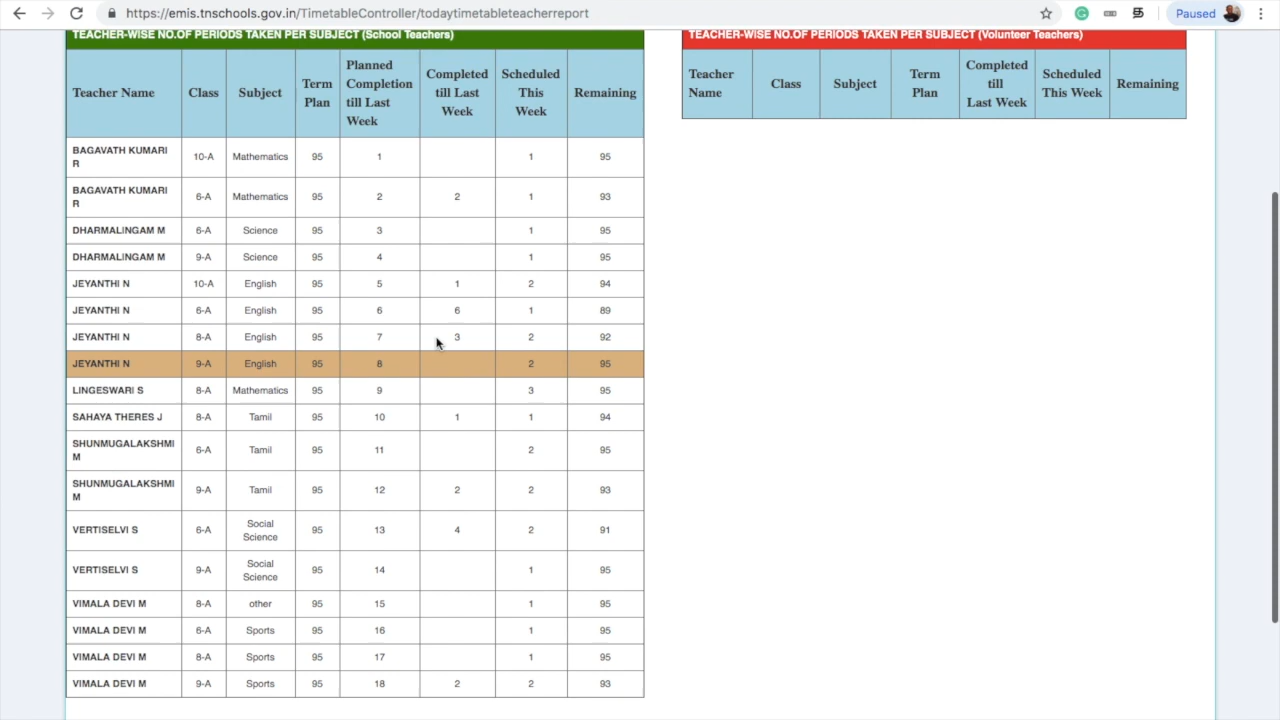 https://emis.tnschools.gov.in/TimetableController/todaytimetableteacherreport
Paused
TEACHER-WISE NO.OF PERIODS TAKEN PER SUBJECT (School Teachers)
Teacher Name Class Subject Term Plan Planned Completion till Last Week Completed till Last Week Scheduled This Week Remaining
BAGAVATH KUMARI R 10-A Mathematics 95 1 1 95
BAGAVATH KUMARI R 6-A Mathematics 95 2 2 1 93
DHARMALINGAM M 6-A Science 95 3 1 95
DHARMALINGAM M 9-A Science 95 4 1 95
JEYANTHI N 10-A English 95 5 1 2 94
JEYANTHI N 6-A English 95 6 6 1 89
JEYANTHI N 8-A English 95 7 3 2 92
JEYANTHI N 9-A English 95 8 2 95
LINGESWARI S 8-A Mathematics 95 9 3 95
SAHAYA THERES J 8-A Tamil 95 10 1 1 94
SHUNMUGALAKSHMI M 6-A Tamil 95 11 2 95
SHUNMUGALAKSHMI M 9-A Tamil 95 12 2 2 93
VERTISELVI S 6-A Social Science 95 13 4 2 91
VERTISELVI S 9-A Social Science 95 14 1 95
VIMALA DEVI M 8-A other 95 15 1 95
VIMALA DEVI M 6-A Sports 95 16 1 95
VIMALA DEVI M 8-A Sports 95 17 1 95
VIMALA DEVI M 9-A Sports 95 18 2 2 93
TEACHER-WISE NO.OF PERIODS TAKEN PER SUBJECT (Volunteer Teachers)
Teacher Name Class Subject Term Plan Completed till Last Week Scheduled This Week Remaining